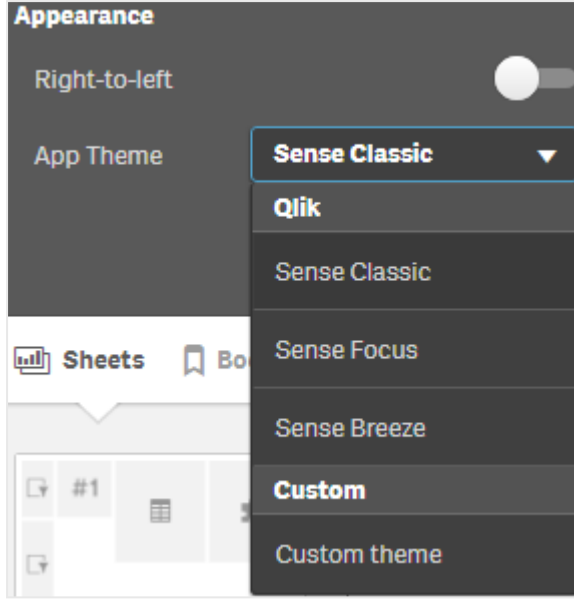 Appearance
Right-to-left
App Theme
Sense Classic
Qlik
Sense Classic
Sense Focus
Sense Breeze
Custom
Custom theme
Sheets
Bo
#1